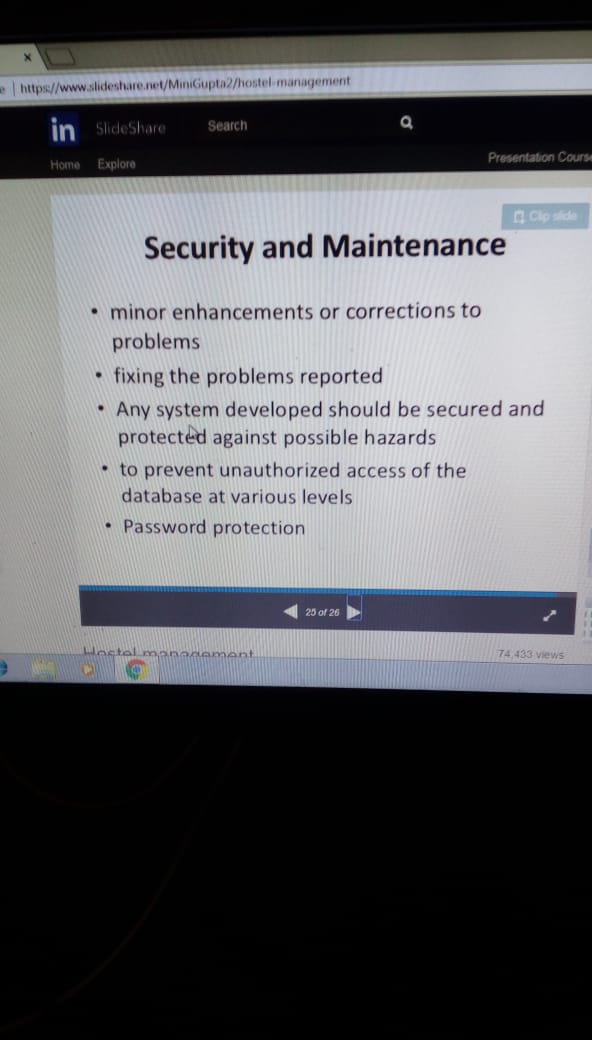 https://www.slideshare.net/MiniGupta2/hostel-management
in SlideShare Search
Home Explore Presentation Course
Clip slide
Security and Maintenance
• minor enhancements or corrections to
problems
• fixing the problems reported
• Any system developed should be secured and
protected against possible hazards
• to prevent unauthorized access of the
database at various levels
• Password protection
25 of 26
Hostel management
74,433 views